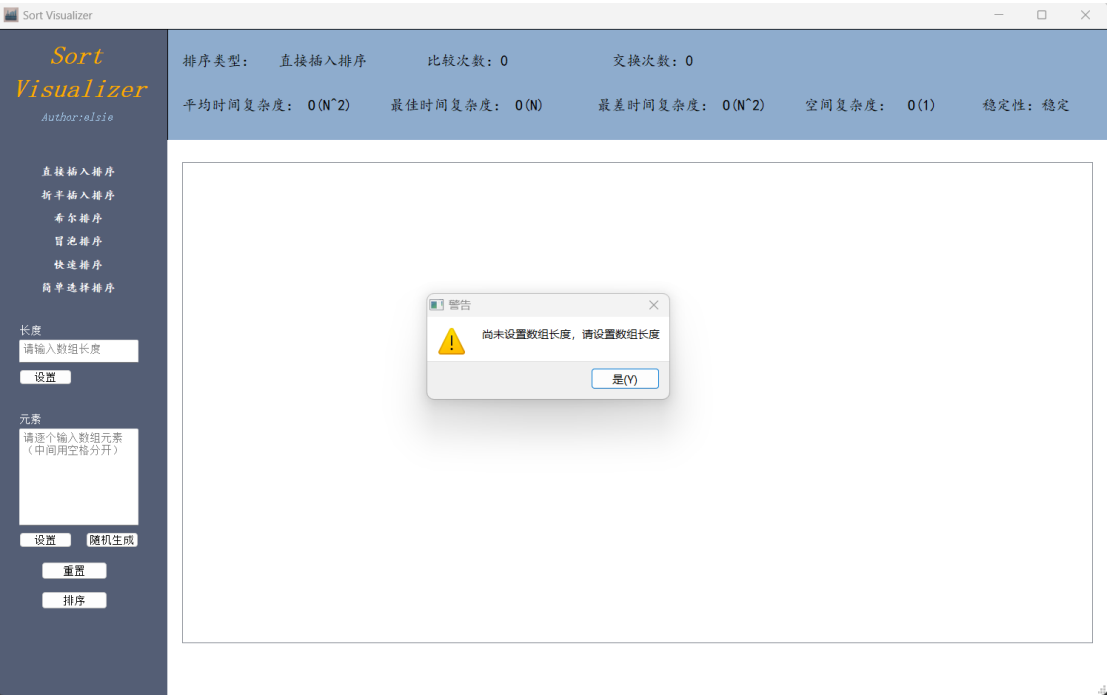 Sort Visualizer
Sort
Visualizer
Author:elsie
排序类型: 直接插入排序 比较次数: 0 交换次数: 0
平均时间复杂度: O(N^2) 最佳时间复杂度: O(N) 最差时间复杂度: O(N^2) 空间复杂度: O(1) 稳定性: 稳定
直接插入排序
折半插入排序
希尔排序
冒泡排序
快速排序
简单选择排序
长度
请输入数组长度
设置
元素
请逐个输入数组元素
（中间用空格分开）
设置 随机生成
重置
排序
警告
尚未设置数组长度，请设置数组长度
是(Y)